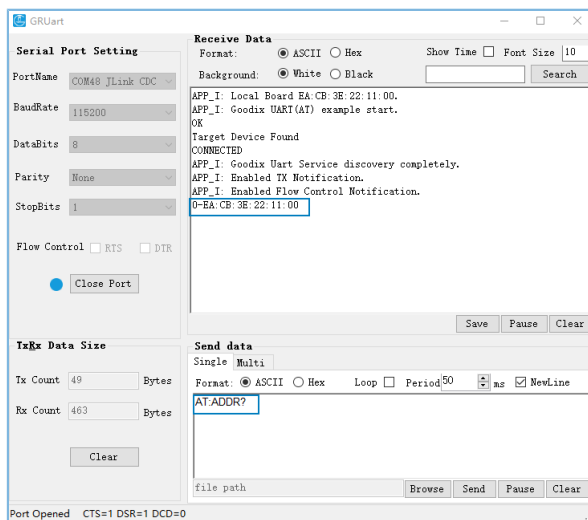 GRUart
Serial Port Setting
PortName COM48 JLink CDC
BaudRate 115200
DataBits 8
Parity None
StopBits 1
Flow Control RTS DTR
Close Port
TxRx Data Size
Tx Count 49 Bytes
Rx Count 463 Bytes
Clear
Receive Data
Format: ASCII Hex Show Time Font Size 10
Background: White Black Search
APP_I: Local Board EA:CB:3E:22:11:00.
APP_I: Goodix UART(AT) example start.
OK
Target Device Found
CONNECTED
APP_I: Goodix Uart Service discovery completely.
APP_I: Enabled TX Notification.
APP_I: Enabled Flow Control Notification.
0-EA:CB:3E:22:11:00
Save Pause Clear
Send data
Single Multi
Format: ASCII Hex Loop Period 50 ms NewLine
AT:ADDR?
file path Browse Send Pause Clear
Port Opened CTS=1 DSR=1 DCD=0